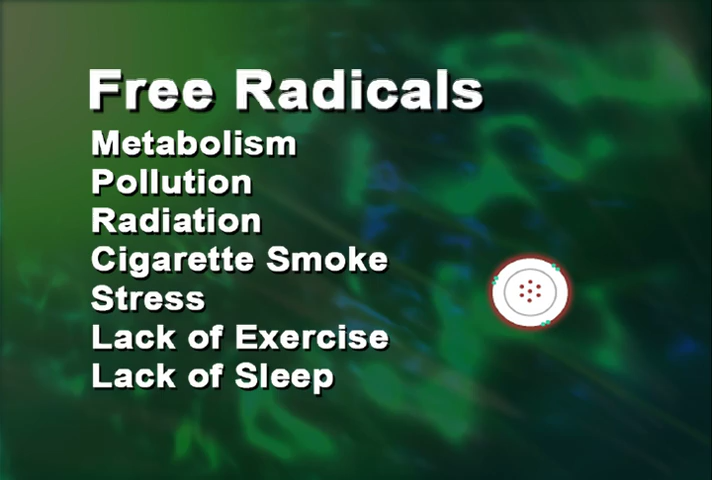 Free Radicals
Metabolism
Pollution
Radiation
Cigarette Smoke
Stress
Lack of Exercise
Lack of Sleep